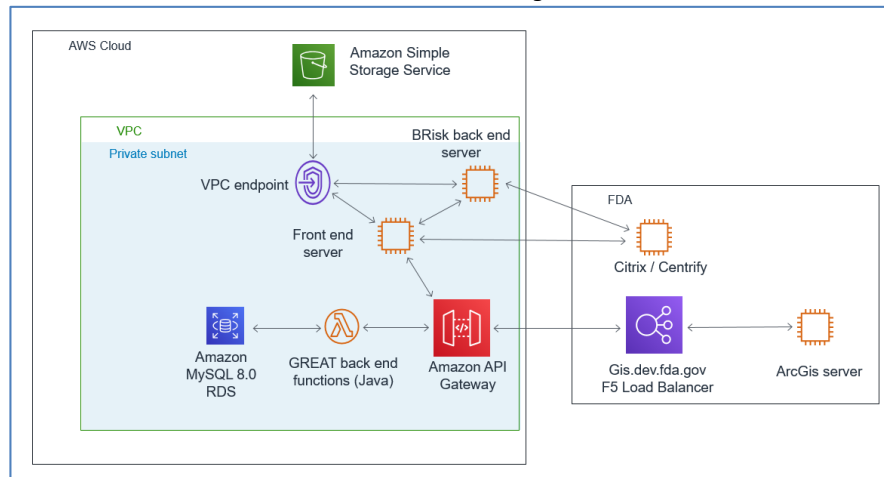 AWS Cloud
Amazon Simple
Storage Service
VPC
Private subnet
BRisk back end
server
VPC endpoint
Front end
server
FDA
Citrix / Centrify
Amazon
MySQL 8.0
RDS
GREAT back end
functions (Java)
Amazon API
Gateway
Gis.dev.fda.gov
F5 Load Balancer
ArcGis server